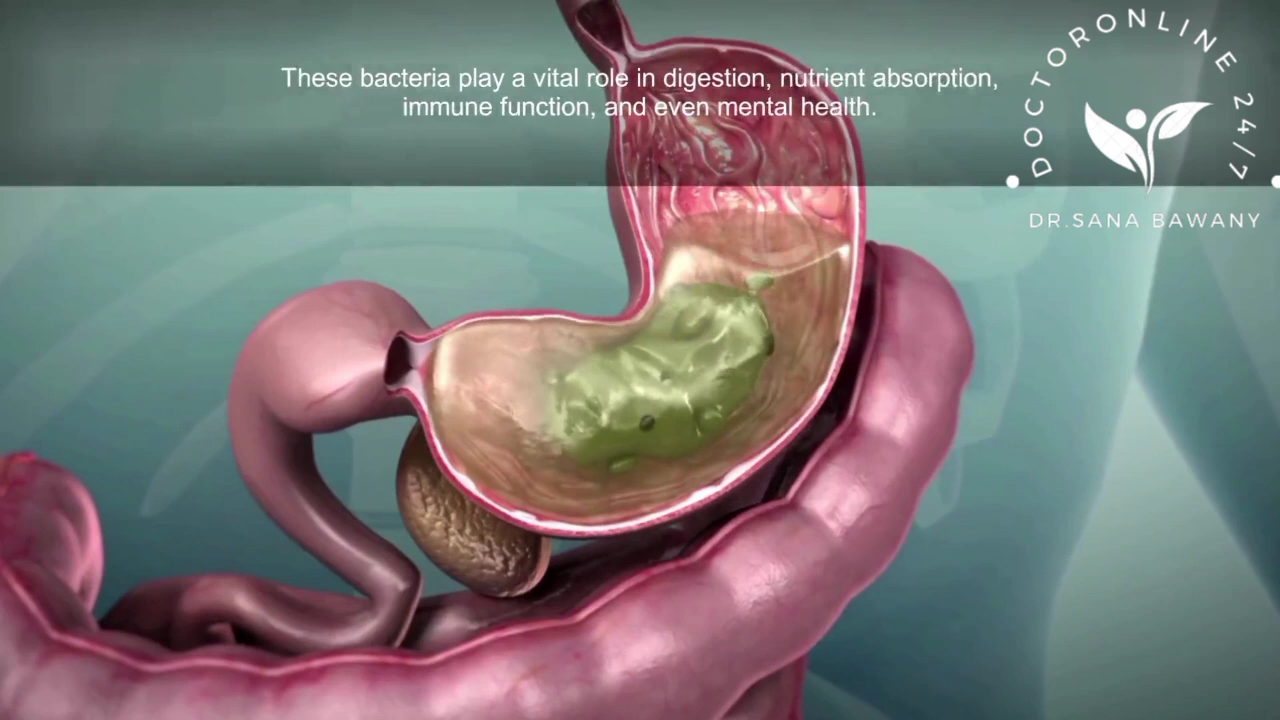 These bacteria play a vital role in digestion, nutrient absorption,
immune function, and even mental health.
DOCTORONLINE 24/7
DR.SANA BAWANY